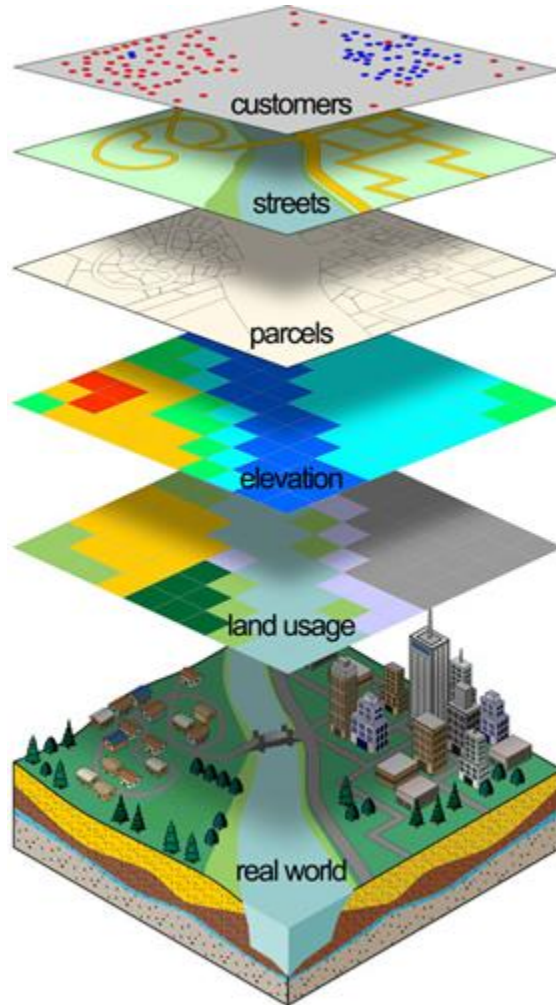 customers
streets
parcels
elevation
land usage
real world